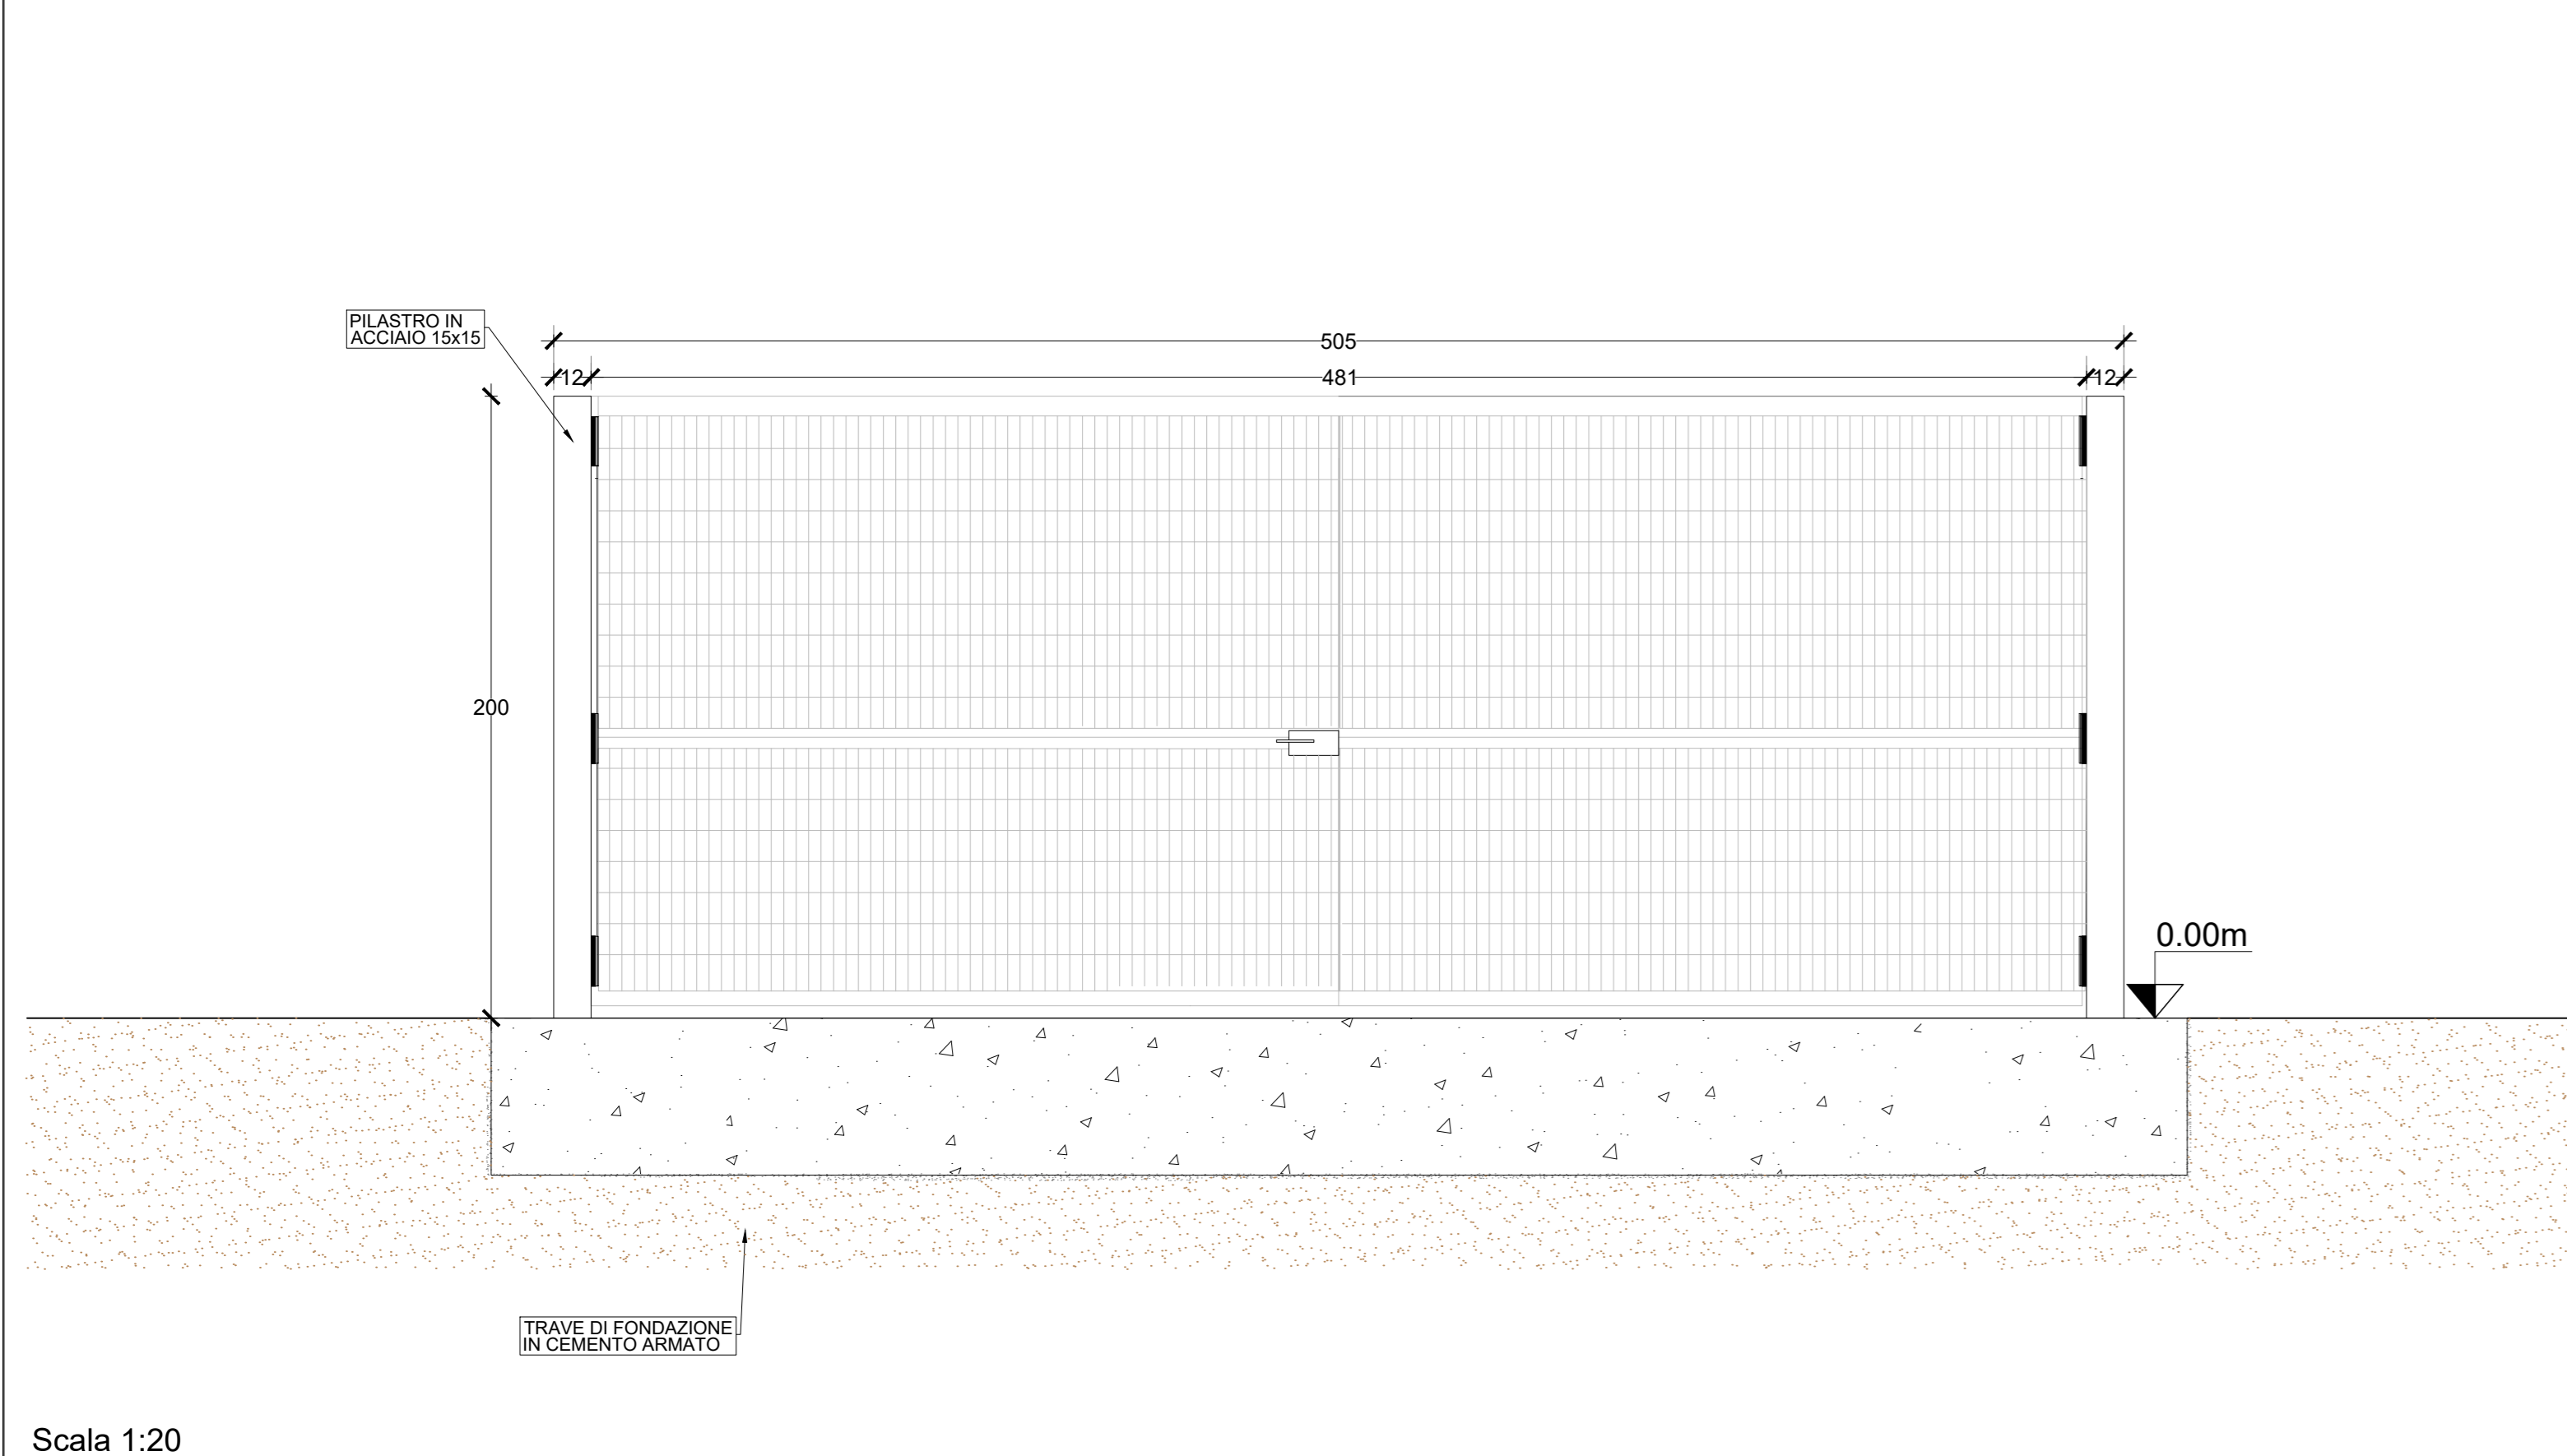 PILASTRO IN
ACCIAIO 15x15
505
12
481
12
200
0.00m
TRAVE DI FONDAZIONE
IN CEMENTO ARMATO
Scala 1:20